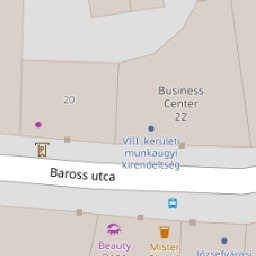 Business
Center
22
20
VIII. kerületi
munkaügyi
kirendeltség
Baross utca
Beauty
Mister
Józsefvárosi